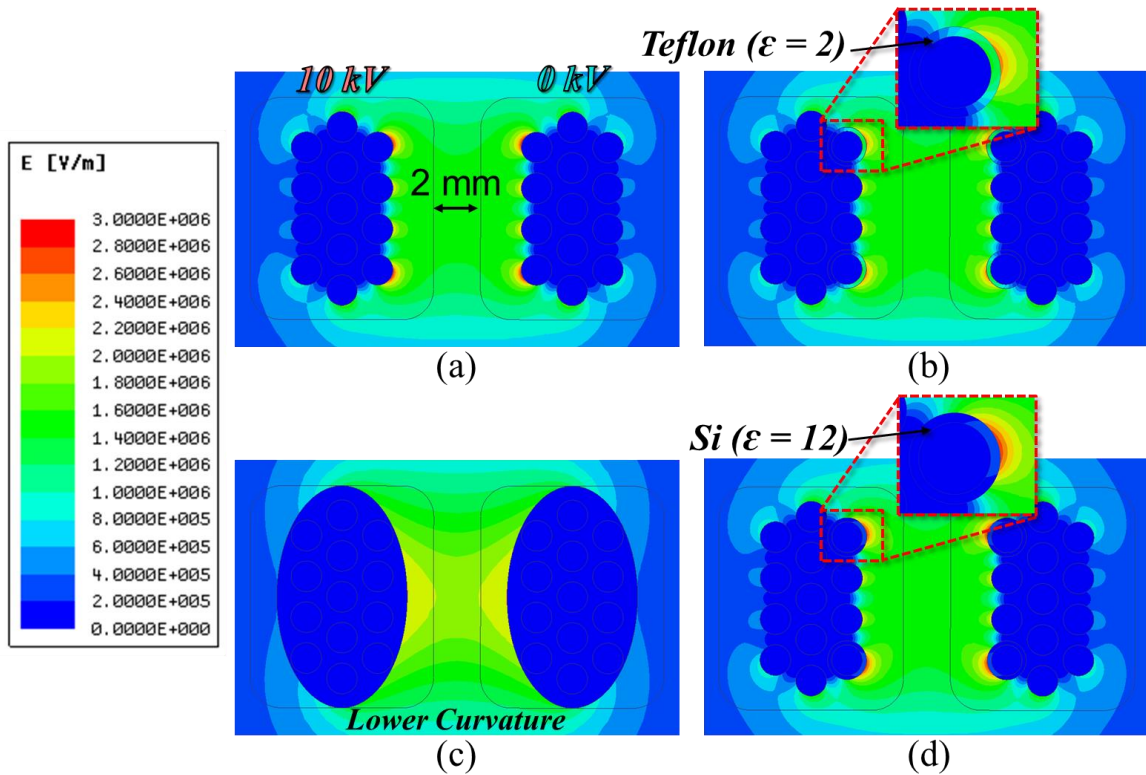 E [V/m]
3.0000E+006
2.8000E+006
2.6000E+006
2.4000E+006
2.2000E+006
2.0000E+006
1.8000E+006
1.6000E+006
1.4000E+006
1.2000E+006
1.0000E+006
8.0000E+005
6.0000E+005
4.0000E+005
2.0000E+005
0.0000E+000
10 kV
0 kV
2 mm
(a)
Teflon (ε = 2)
(b)
Lower Curvature
(c)
Si (ε = 12)
(d)